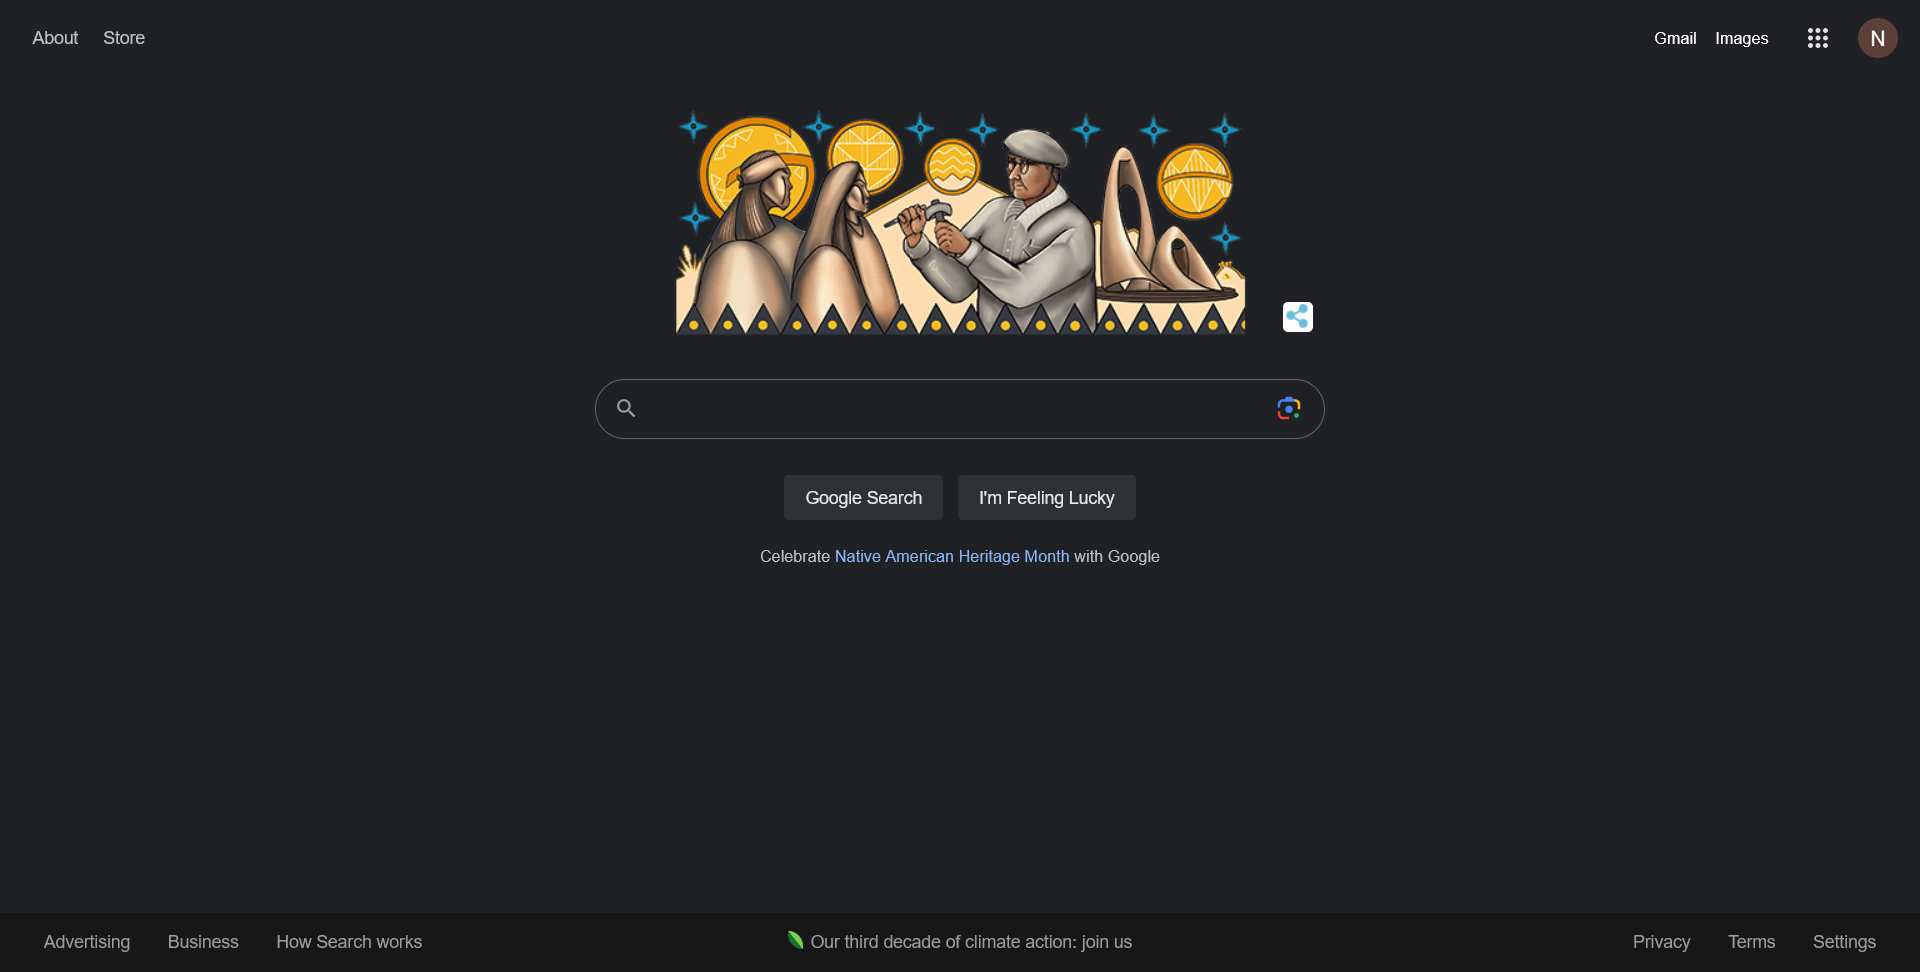 About Store
Gmail Images
N
Google Search I'm Feeling Lucky
Celebrate Native American Heritage Month with Google
Advertising Business How Search works
Our third decade of climate action: join us
Privacy Terms Settings